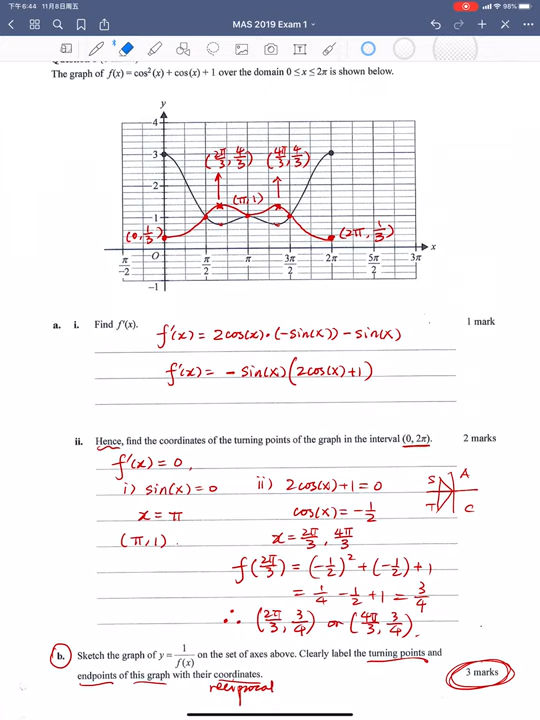 下午6:44 11月8日周五
MAS 2019 Exam 1
The graph of f(x) = cos²(x) + cos(x) + 1 over the domain 0 ≤ x ≤ 2π is shown below.
y
4
3
(2π/3, 4/3) (4π/3, 4/3)
2
(π, 1)
1
(0, 1/3) (2π, 1/3)
x
π/-2 O π/2 π 3π/2 2π 5π/2 3π
-1
a. i. Find f'(x). 1 mark
f'(x) = 2cos(x)·(-sin(x)) - sin(x)
f'(x) = - sin(x)(2cos(x)+1)
ii. Hence, find the coordinates of the turning points of the graph in the interval (0, 2π). 2 marks
f'(x) = 0,
i) sin(x) = 0 ii) 2cos(x)+1 = 0
S A
T C
x = π cos(x) = -1/2
(π, 1) x = 2π/3, 4π/3
f(2π/3) = (-1/2)² + (-1/2) + 1
= 1/4 - 1/2 + 1 = 3/4
∴ (2π/3, 3/4) or (4π/3, 3/4).
b. Sketch the graph of y = 1/f(x) on the set of axes above. Clearly label the turning points and
endpoints of this graph with their coordinates. 3 marks
reciprocal